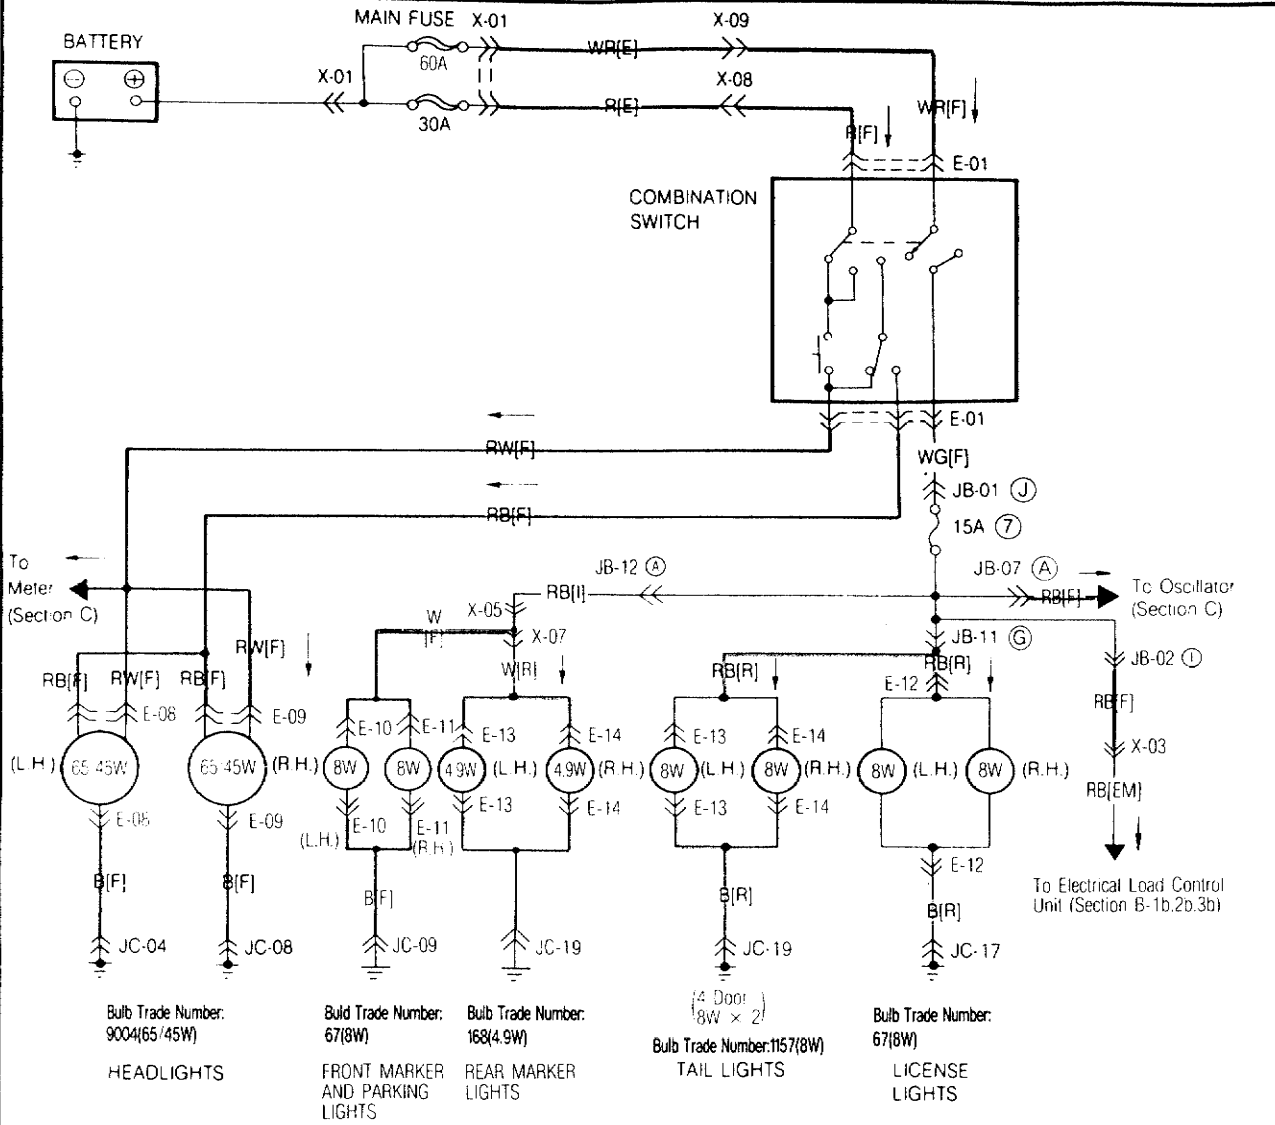 MAIN FUSE X-01 X-09
BATTERY
60A
WR[E]
X-01
X-08
30A
R[E]
R[F]
WR[F]
E-01
COMBINATION
SWITCH
E-01
RW[F]
WG[F]
JB-01 J
RB[F]
15A 7
To
Meter
(Section C)
JB-12 A
JB-07 A
RB[I]
RB[F]
To Oscillator
(Section C)
X-05
W
[F]
X-07
JB-11 G
JB-02 I
RW[F]
W[R]
RB[R]
RB[R]
RB[F]
RW[F]
RB[F]
E-12
RB[F]
E-08
E-09
E-10
E-11
E-13
E-14
E-13
E-14
X-03
(L.H.)
65/45W
65/45W
(R.H.)
8W
8W
4.9W
(L.H.)
4.9W
(R.H.)
8W
(L.H.)
8W
(R.H.)
8W
(L.H.)
8W
(R.H.)
RB[EM]
E-08
E-09
E-10
E-11
E-13
E-14
E-13
E-14
(L.H.)
(R.H.)
E-12
B[F]
B[F]
B[F]
B[R]
B[R]
To Electrical Load Control
Unit (Section B-1b.2b.3b)
JC-04
JC-08
JC-09
JC-19
JC-19
JC-17
(4 Door
8W × 2)
Bulb Trade Number:
9004(65/45W)
HEADLIGHTS
Buld Trade Number:
67(8W)
FRONT MARKER
AND PARKING
LIGHTS
Bulb Trade Number:
168(4.9W)
REAR MARKER
LIGHTS
Bulb Trade Number:1157(8W)
TAIL LIGHTS
Bulb Trade Number:
67(8W)
LICENSE
LIGHTS